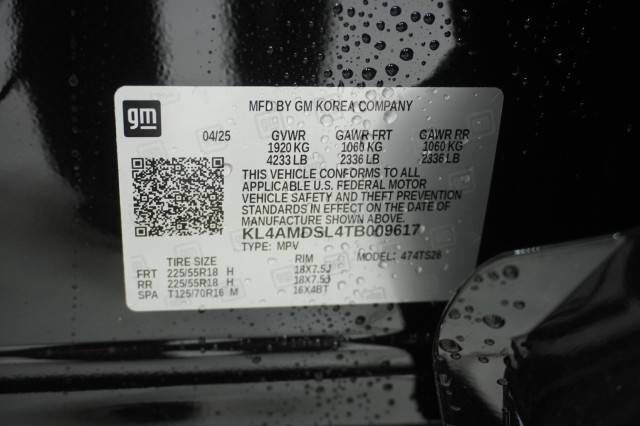 gm
MFD BY GM KOREA COMPANY
04/25 GVWR GAWR FRT GAWR RR
1920 KG 1060 KG 1060 KG
4233 LB 2336 LB 2336 LB
THIS VEHICLE CONFORMS TO ALL
APPLICABLE U.S. FEDERAL MOTOR
VEHICLE SAFETY AND THEFT PREVENTION
STANDARDS IN EFFECT ON THE DATE OF
MANUFACTURE SHOWN ABOVE.
KL4AMDSL4TB009617
TYPE: MPV MODEL: 4TS26
TIRE SIZE RIM
FRT 225/55R18 H 18X7.5J
RR 225/55R18 H 18X7.5J
SPA T125/70R16 M 16X4BT